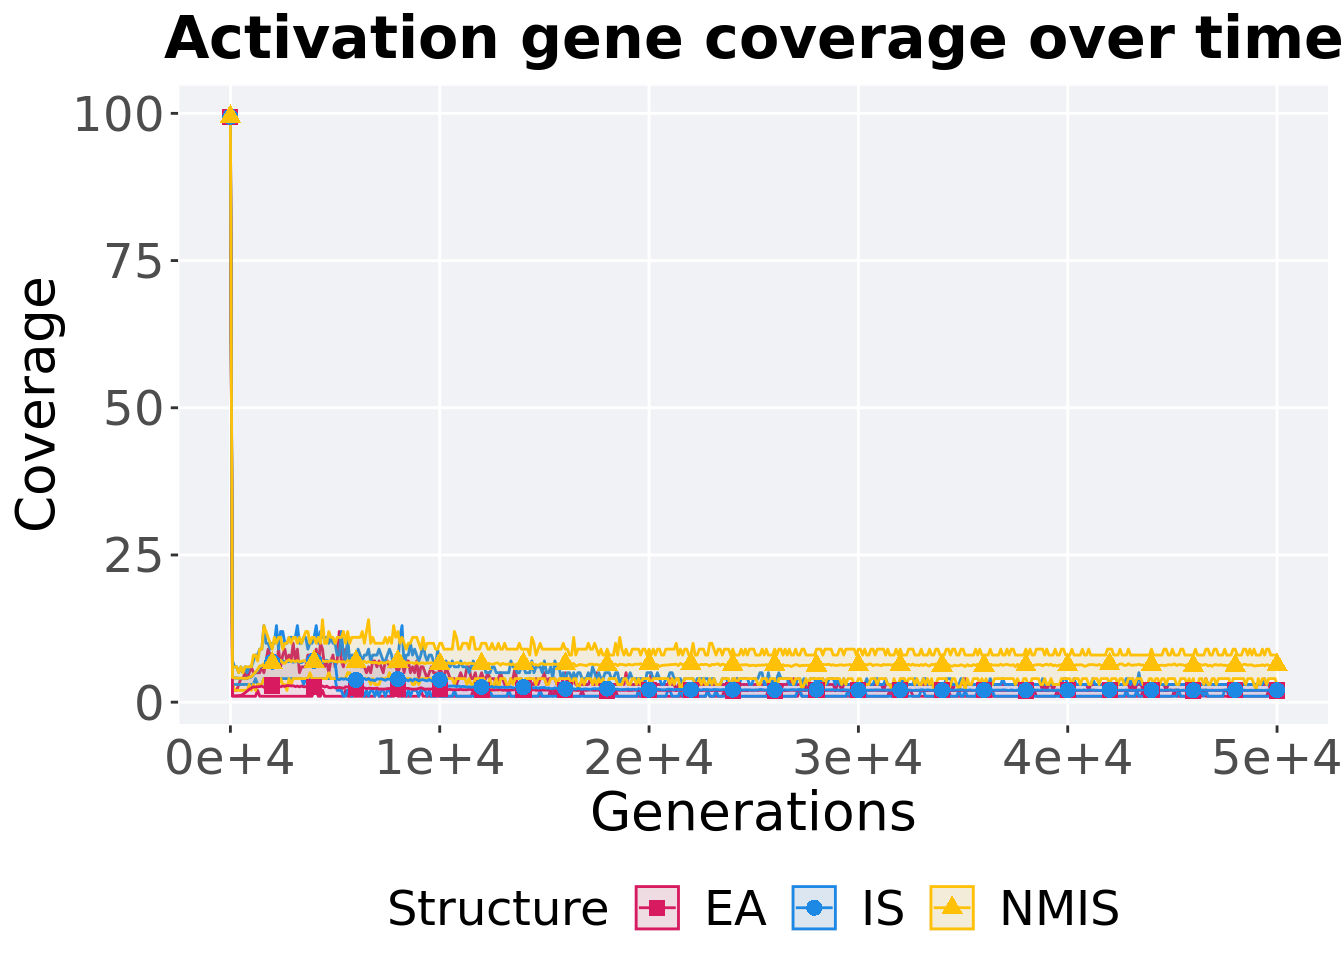 Activation gene coverage over time
Coverage
100
75
50
25
0
0e+4 1e+4 2e+4 3e+4 4e+4 5e+4
Generations
Structure EA IS NMIS